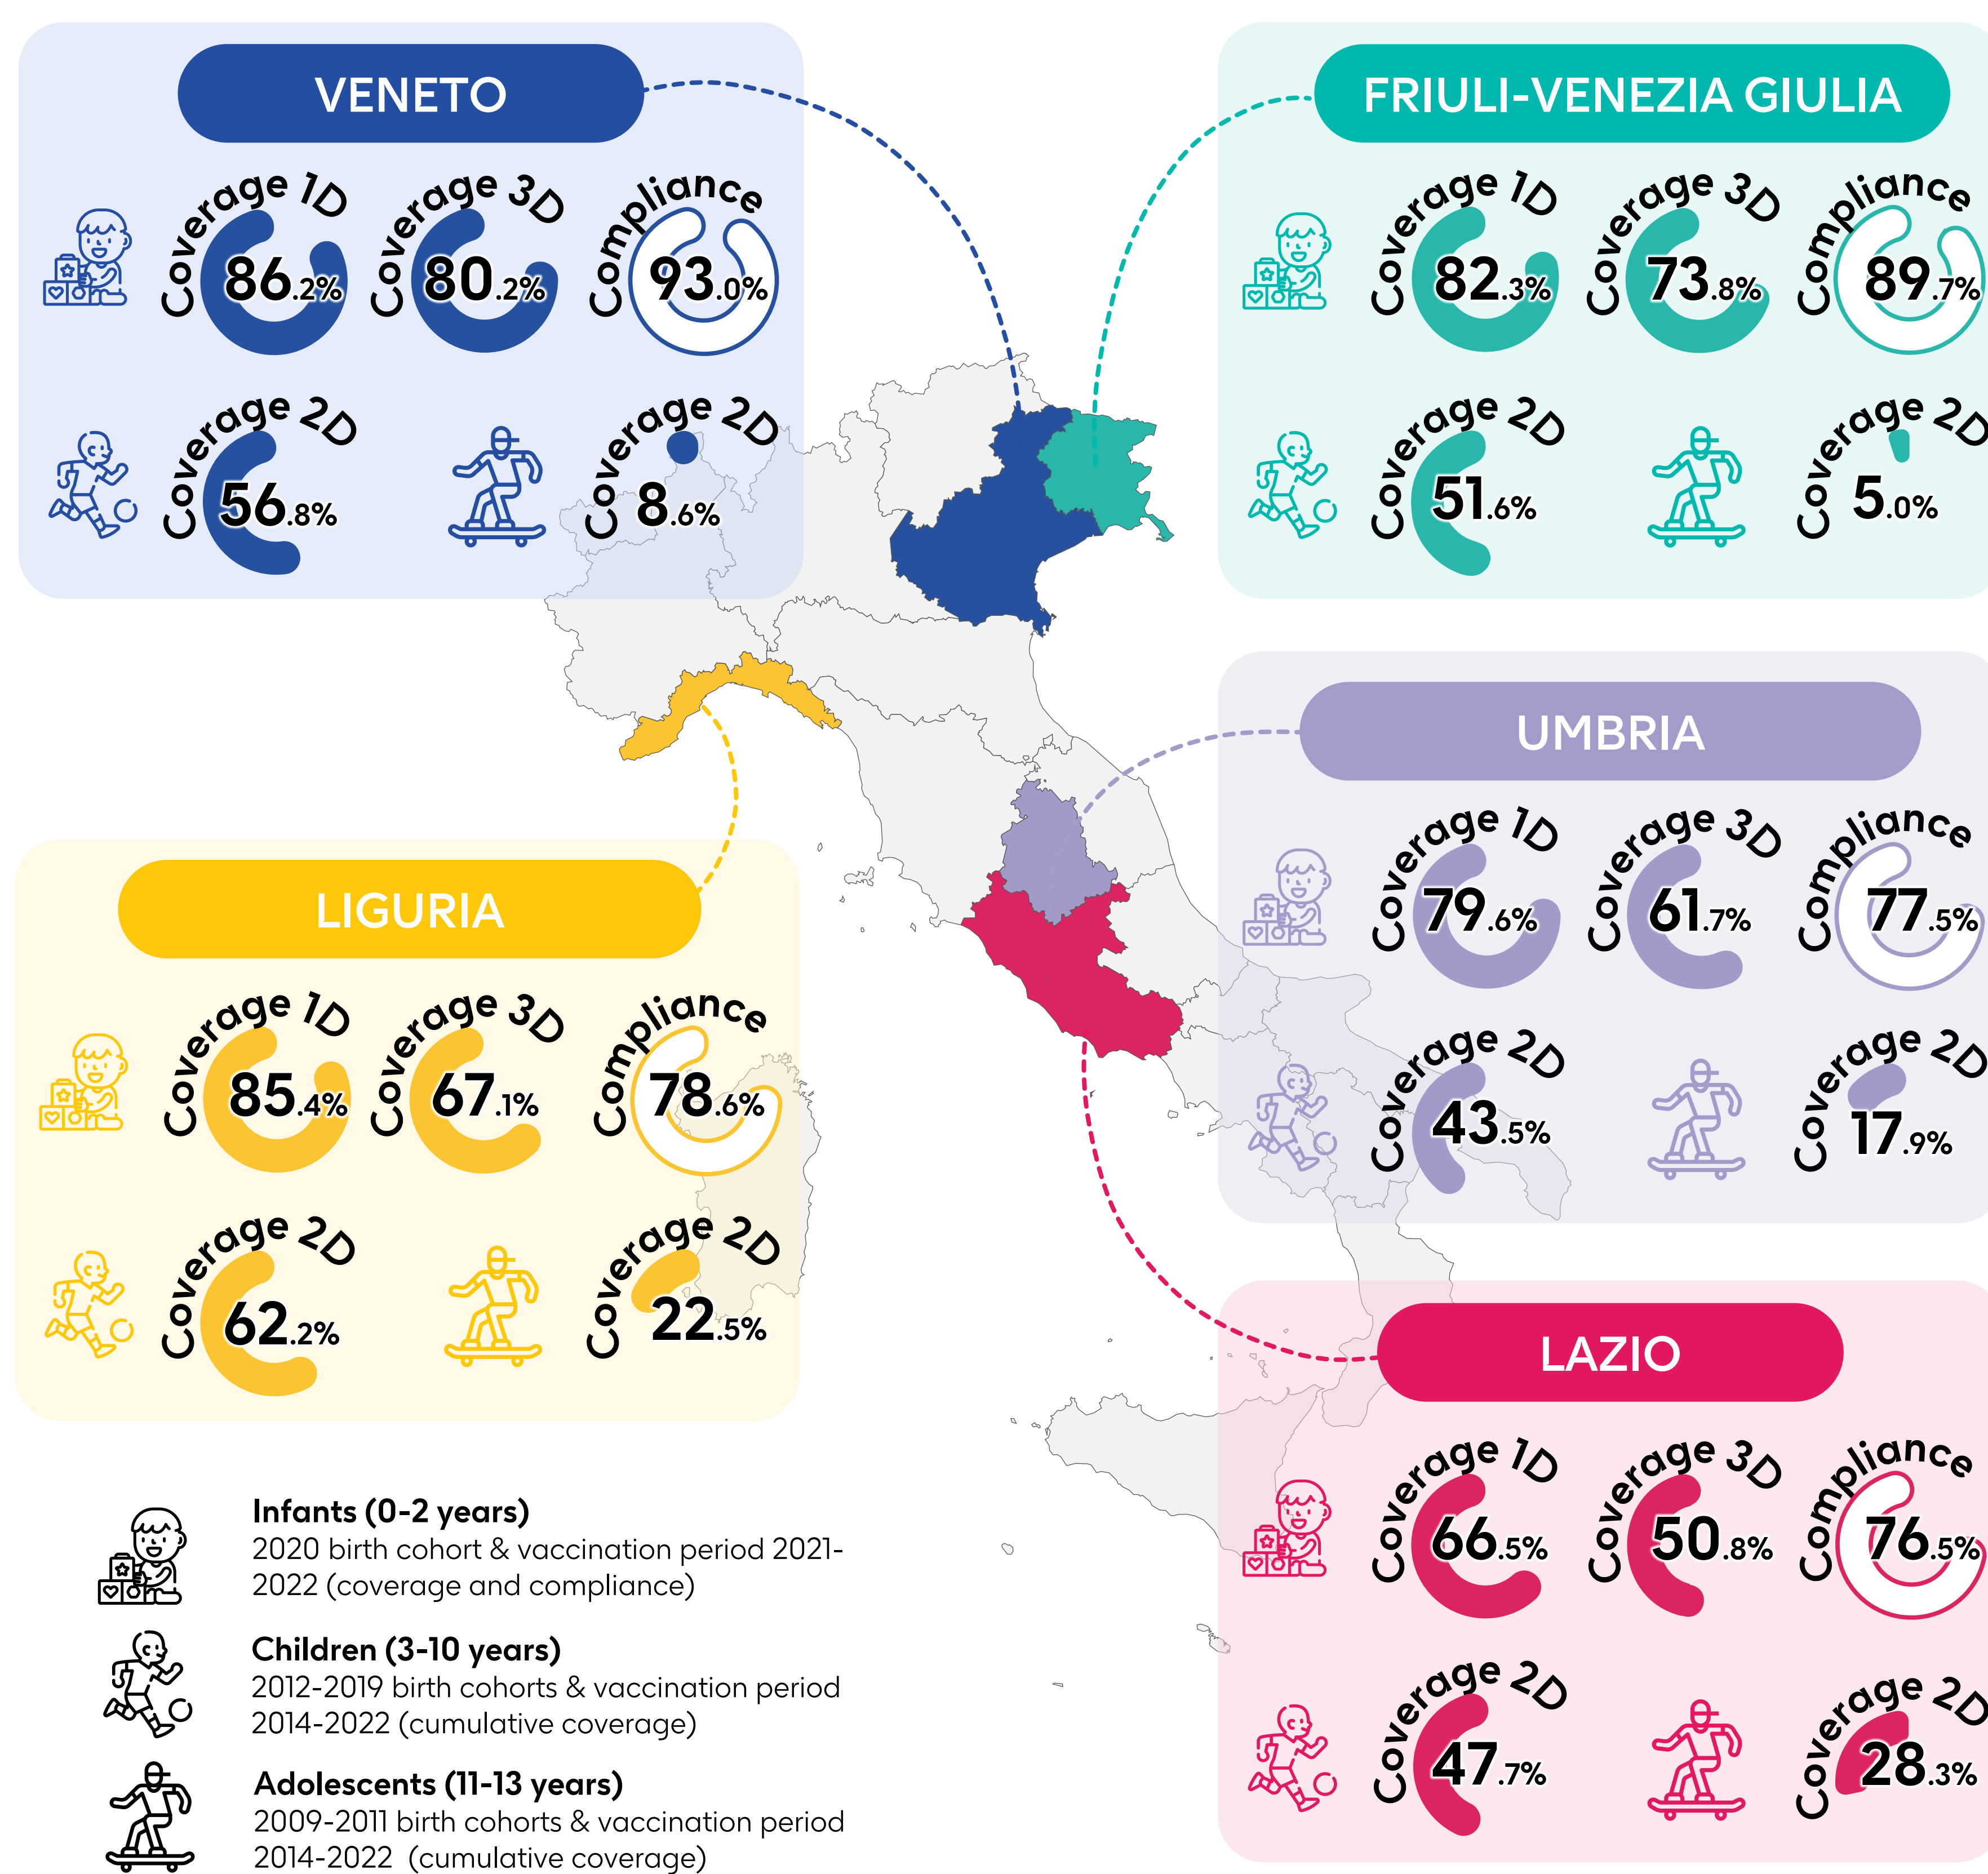 VENETO
Coverage 1D
86.2%
Coverage 3D
80.2%
Compliance
93.0%
Coverage 2D
56.8%
Coverage 2D
8.6%
FRIULI-VENEZIA GIULIA
Coverage 1D
82.3%
Coverage 3D
73.8%
Compliance
89.7%
Coverage 2D
51.6%
Coverage 2D
5.0%
LIGURIA
Coverage 1D
85.4%
Coverage 3D
67.1%
Compliance
78.6%
Coverage 2D
62.2%
Coverage 2D
22.5%
UMBRIA
Coverage 1D
79.6%
Coverage 3D
61.7%
Compliance
77.5%
Coverage 2D
43.5%
Coverage 2D
17.9%
LAZIO
Coverage 1D
66.5%
Coverage 3D
50.8%
Compliance
76.5%
Coverage 2D
47.7%
Coverage 2D
28.3%
Infants (0-2 years)
2020 birth cohort & vaccination period 2021-
2022 (coverage and compliance)
Children (3-10 years)
2012-2019 birth cohorts & vaccination period
2014-2022 (cumulative coverage)
Adolescents (11-13 years)
2009-2011 birth cohorts & vaccination period
2014-2022 (cumulative coverage)